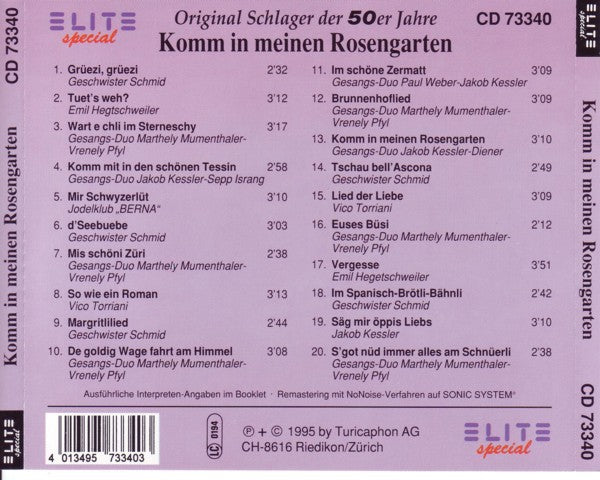 CD 73340
Komm in meinen Rosengarten
ELITE
special
ELITE
special
Original Schlager der 50er Jahre
CD 73340
Komm in meinen Rosengarten
1. Grüezi, grüezi 2'32
Geschwister Schmid
2. Tuet's weh? 3'12
Emil Hegtschweiler
3. Wart e chli im Sterneschy 3'17
Gesangs-Duo Marthely Mumenthaler-
Vrenely Pfyl
4. Komm mit in den schönen Tessin 2'58
Gesangs-Duo Jakob Kessler-Sepp Israng
5. Mir Schwyzerlüt 3'10
Jodelklub „BERNA"
6. d'Seebuebe 3'03
Geschwister Schmid
7. Mis schöni Züri 2'38
Gesangs-Duo Marthely Mumenthaler-
Vrenely Pfyl
8. So wie ein Roman 3'13
Vico Torriani
9. Margritlilied 2'44
Geschwister Schmid
10. De goldig Wage fahrt am Himmel 3'08
Gesangs-Duo Marthely Mumenthaler-
Vrenely Pfyl
11. Im schöne Zermatt 3'09
Gesangs-Duo Paul Weber-Jakob Kessler
12. Brunnenhoflied 3'09
Gesangs-Duo Marthely Mumenthaler-
Vrenely Pfyl
13. Komm in meinen Rosengarten 3'10
Gesangs-Duo Jakob Kessler-Diener
14. Tschau bell'Ascona 2'49
Geschwister Schmid
15. Lied der Liebe 3'09
Vico Torriani
16. Euses Büsi 2'12
Gesangs-Duo Marthely Mumenthaler-
Vrenely Pfyl
17. Vergesse 3'51
Emil Hegetschweiler
18. Im Spanisch-Brötli-Bähnli 2'42
Geschwister Schmid
19. Säg mir öppis Liebs 3'10
Jakob Kessler
20. S'got nüd immer alles am Schnüerli 2'38
Gesangs-Duo Marthely Mumenthaler-
Vrenely Pfyl
Ausführliche Interpreten-Angaben im Booklet · Remastering mit NoNoise-Verfahren auf SONIC SYSTEM®
4 013495 733403
LC 0194
℗ + © 1995 by Turicaphon AG
CH-8616 Riedikon/Zürich
ELITE
special
ELITE
special
Komm in meinen Rosengarten
CD 73340